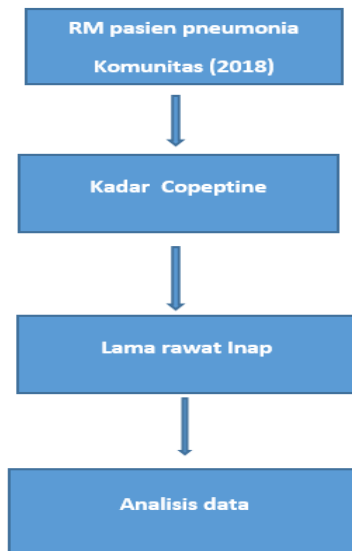 RM pasien pneumonia
Komunitas (2018)
Kadar Copeptine
Lama rawat Inap
Analisis data